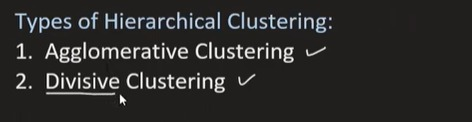 Types of Hierarchical Clustering:
1. Agglomerative Clustering ✓
2. Divisive Clustering ✓